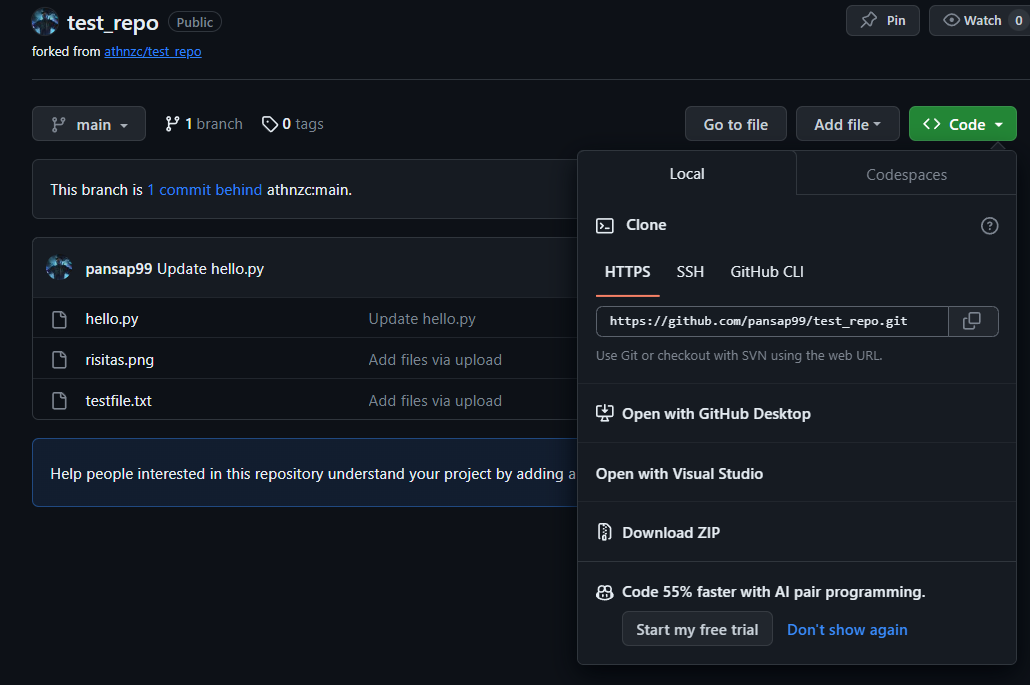 test_repo Public Pin Watch 0
forked from athnzc/test_repo
main 1 branch 0 tags Go to file Add file Code
This branch is 1 commit behind athnzc:main.
pansap99 Update hello.py
hello.py Update hello.py
risitas.png Add files via upload
testfile.txt Add files via upload
Help people interested in this repository understand your project by adding a
Local Codespaces
Clone
HTTPS SSH GitHub CLI
https://github.com/pansap99/test_repo.git
Use Git or checkout with SVN using the web URL.
Open with GitHub Desktop
Open with Visual Studio
Download ZIP
Code 55% faster with AI pair programming.
Start my free trial Don't show again